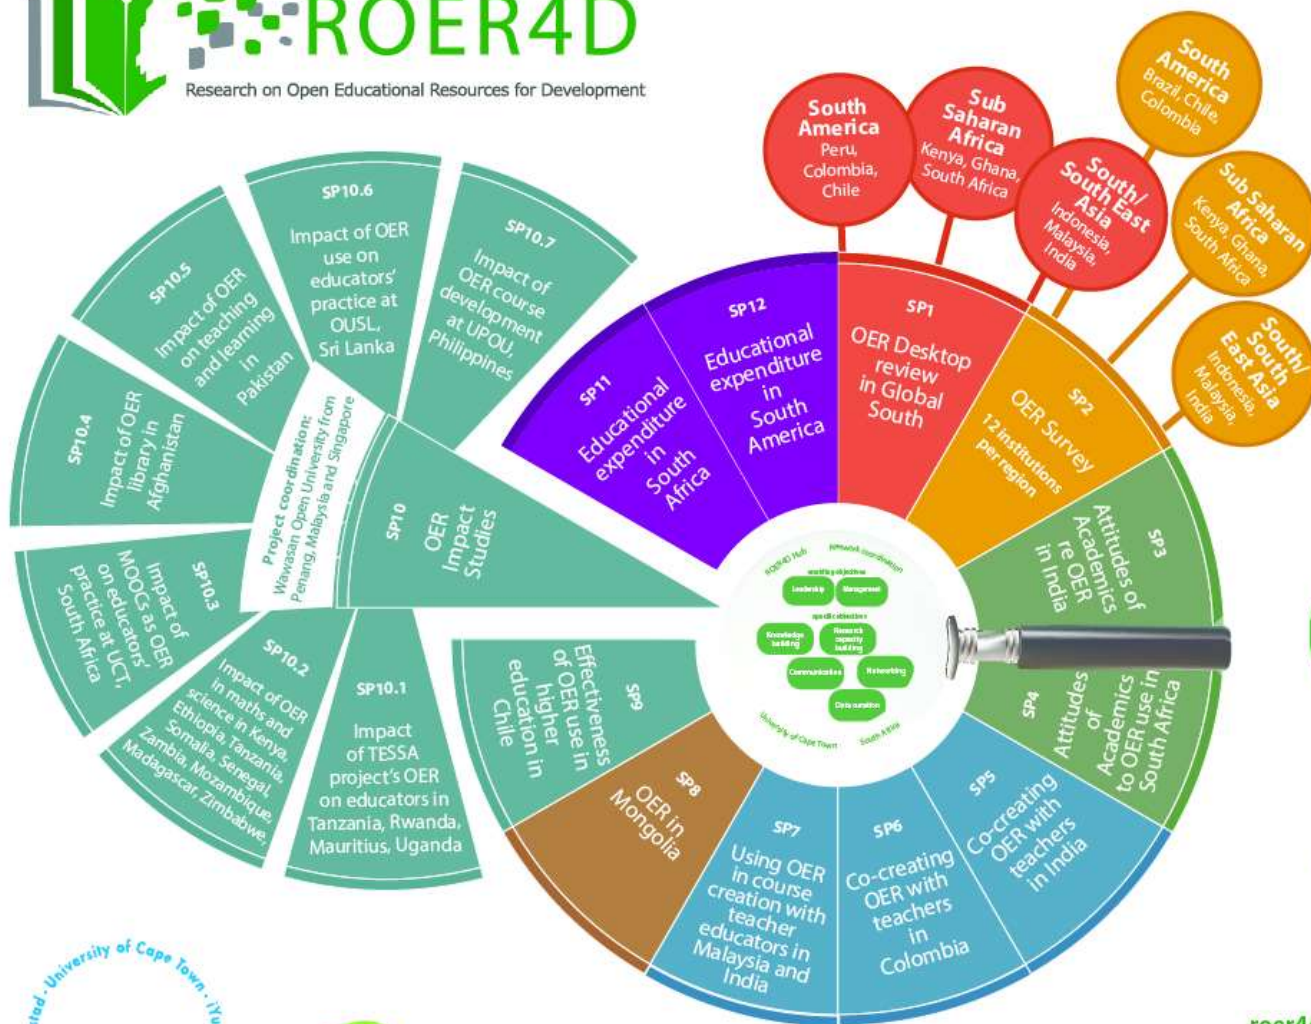 ROER4D
Research on Open Educational Resources for Development
South
America
Peru,
Colombia,
Chile
Sub
Saharan
Africa
Kenya, Ghana,
South Africa
South/
South East
Asia
Indonesia,
Malaysia,
India
South
America
Brazil, Chile,
Colombia
Sub Saharan
Africa
Kenya, Ghana,
South Africa
South/
South
East Asia
Indonesia,
Malaysia,
India
SP1
OER Desktop
review
in Global
South
SP2
OER Survey
12 institutions
per region
SP3
Attitudes of
Academics
re OER
in India
SP4
Attitudes
of
Academics
to OER use in
South Africa
SP5
Co-creating
OER with
teachers
in India
SP6
Co-creating
OER with
teachers
in
Colombia
SP7
Using OER
in course
creation with
teacher
educators in
Malaysia and
India
SP8
OER in
Mongolia
SP9
Effectiveness
of OER use in
higher
education in
Chile
SP10
OER
Impact
Studies
Project coordination:
Wawasan Open University from
Penang, Malaysia and Singapore
SP10.1
Impact
of TESSA
project's OER
on educators in
Tanzania, Rwanda,
Mauritius, Uganda
SP10.2
Impact of OER
in maths and
science in Kenya,
Ethiopia, Tanzania,
Somalia, Senegal,
Zambia, Mozambique,
Madagascar, Zimbabwe,
SP10.3
Impact of
MOOCs as OER
on educators'
practice at UCT,
South Africa
SP10.4
Impact of OER
library in
Afghanistan
SP10.5
Impact of OER
on teaching
and learning
in
Pakistan
SP10.6
Impact of OER
use on
educators'
practice at
OUSL,
Sri Lanka
SP10.7
Impact of
OER course
development
at UPOU,
Philippines
SP11
Educational
expenditure
in
South
Africa
SP12
Educational
expenditure
in
South
America
ROER4D Hub
Network coordination
Leadership
Management
Knowledge
building
Research
capacity
building
Communication
Networking
Data curation
University of Cape Town
South Africa
University of Cape Town